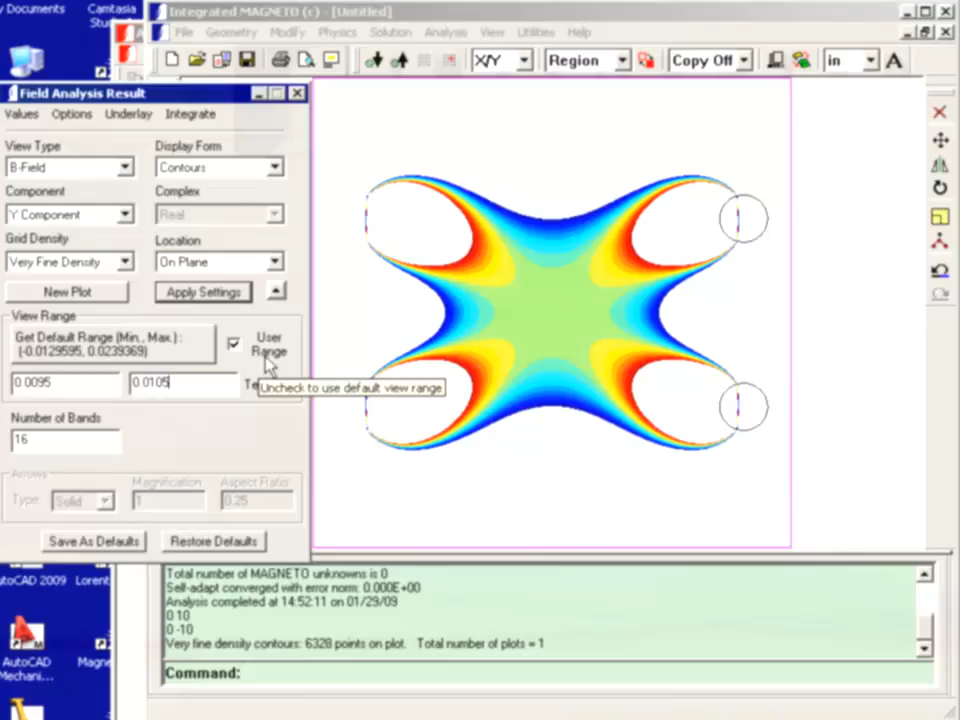 y Documents
Camtasia
Integrated MAGNETO (c) - [Untitled]
File Geometry Modify Physics Solution Analysis View Utilities Help
X/Y Region Copy Off in A
Field Analysis Result
Values Options Underlay Integrate
View Type Display Form
B-Field Contours
Component Complex
Y Component Real
Grid Density Location
Very Fine Density On Plane
New Plot Apply Settings
View Range
Get Default Range (Min., Max.) :
(-0.0129595, 0.0239369)
User
Range
0.0095 0.0105 Te
Uncheck to use default view range
Number of Bands
16
Arrows
Magnification Aspect Ratio
Type: Solid 1 0.25
Save As Defaults Restore Defaults
Total number of MAGNETO unknowns is 0
Self-adapt converged with error norm: 0.000E+00
Analysis completed at 14:52:11 on 01/29/09
0 10
0 -10
Very fine density contours: 6328 points on plot. Total number of plots = 1
Command:
toCAD 2009 Lorent
AutoCAD
Mechani... Magne